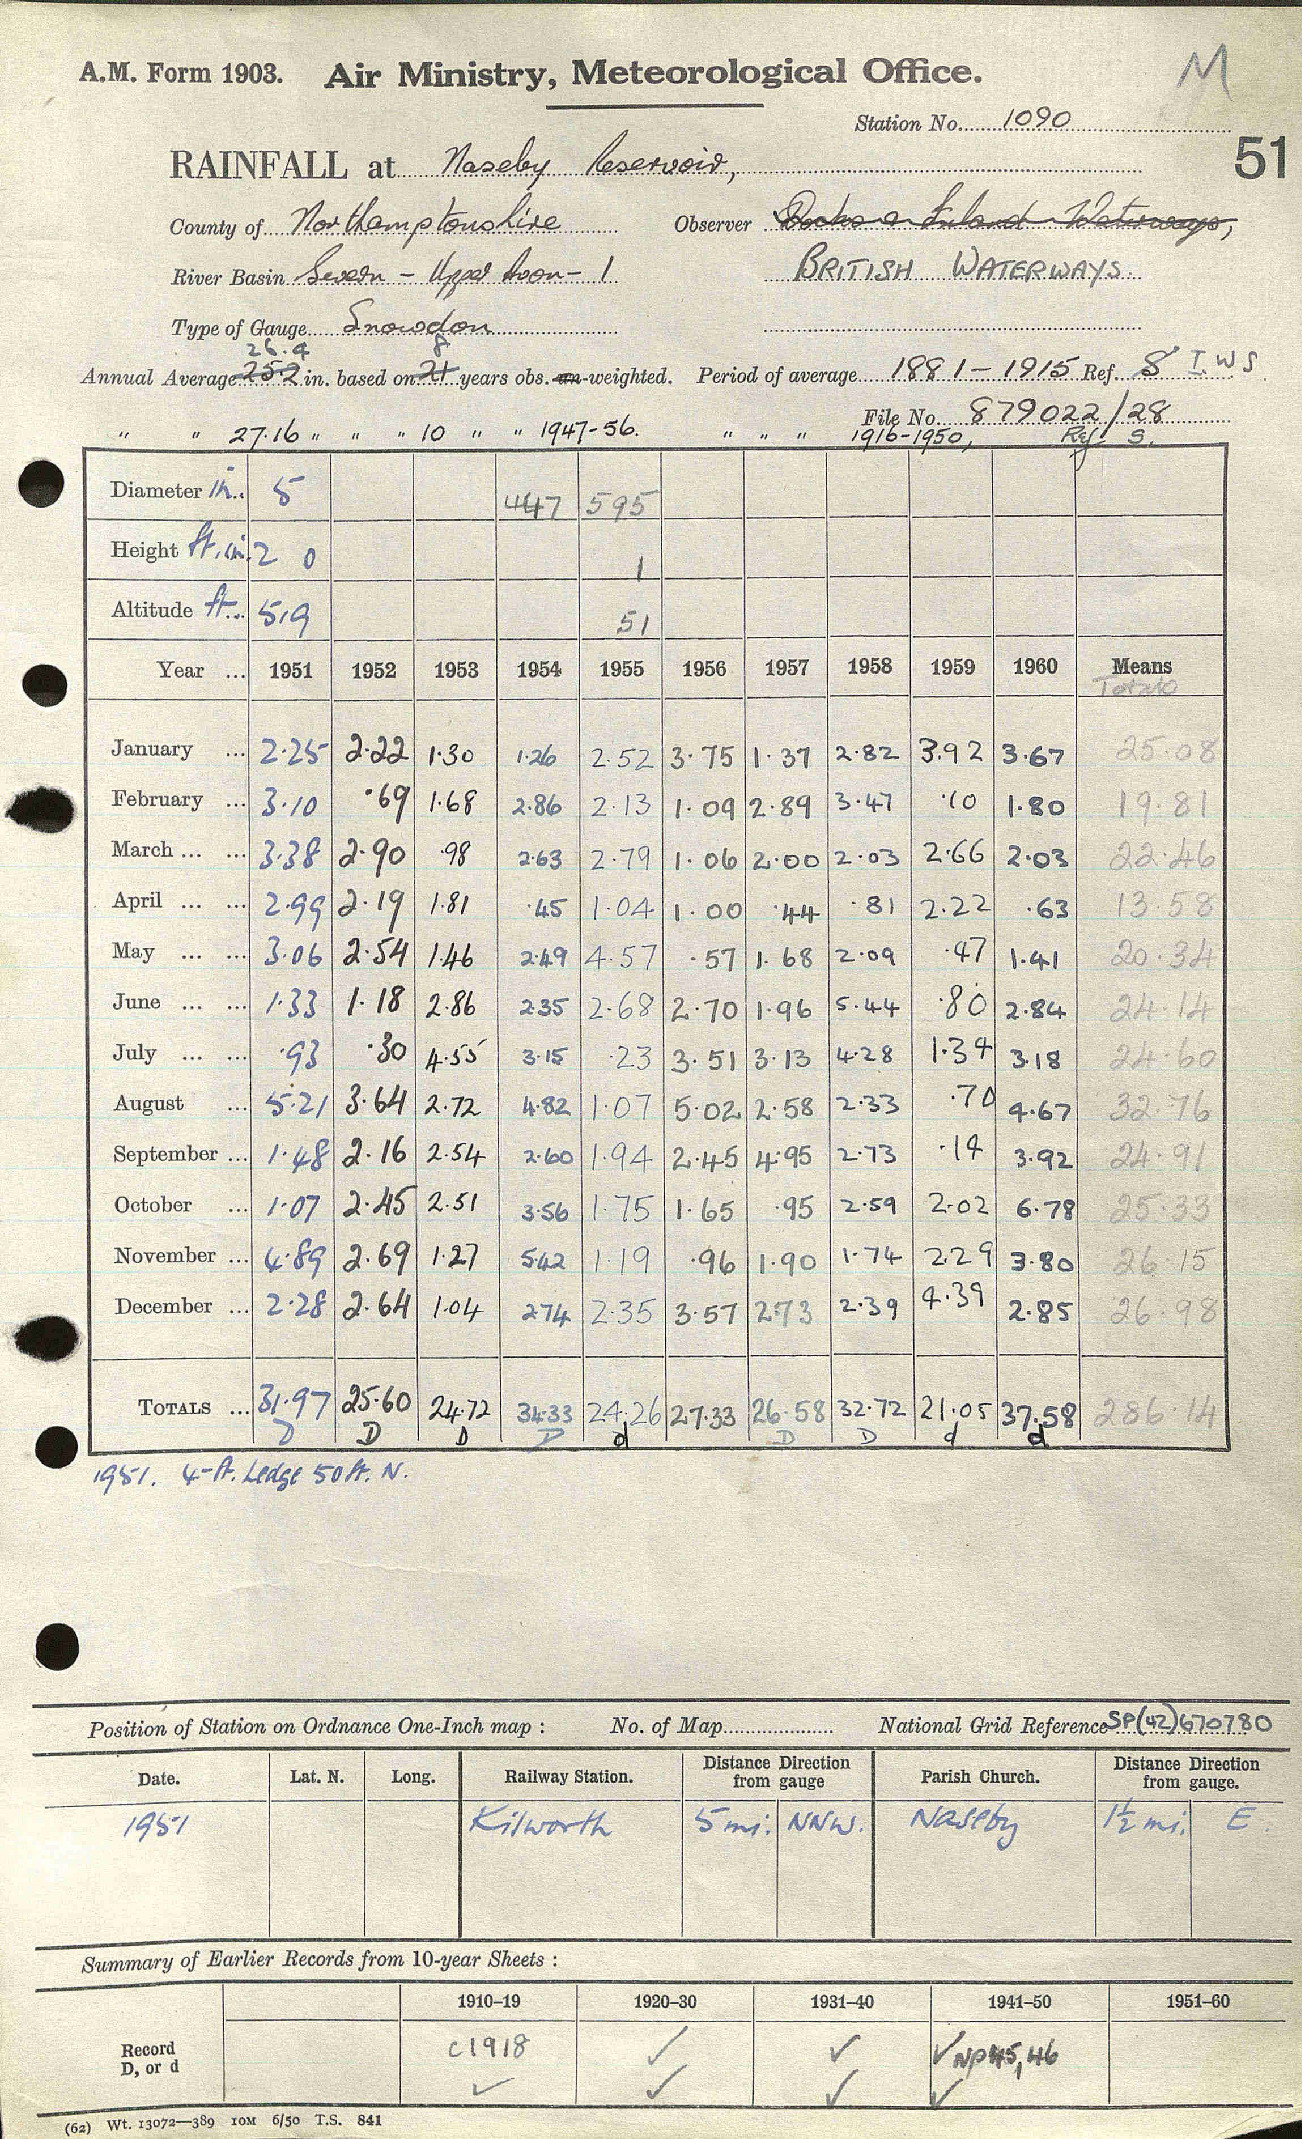 M
A.M. Form 1903. Air Ministry, Meteorological Office.
Station No. 1090
51
RAINFALL at Naseby Reservoir,
County of Northamptonshire Observer Docks & Inland Waterways,
River Basin Severn - Upper Avon - 1 BRITISH WATERWAYS.
Type of Gauge Snowdon
26.4 8
Annual Average 25.2 in. based on 21 years obs. un-weighted. Period of average 1881-1915 Ref. S I.W.S
File No. 879022/28
" " 27.16 " " " 10 " " 1947-56. " " " 1916-1950, Ref. S.
Diameter in. 5 447 595
Height ft. in. 2 0 1
Altitude ft. 519 51
Year ... 1951 1952 1953 1954 1955 1956 1957 1958 1959 1960 Means
Totals
January ... 2.25 2.22 1.30 1.26 2.52 3.75 1.37 2.82 3.92 3.67 25.08
February ... 3.10 .69 1.68 2.86 2.13 1.09 2.89 3.47 .10 1.80 19.81
March ... ... 3.38 2.90 .98 2.63 2.79 1.06 2.00 2.03 2.66 2.03 22.46
April ... ... 2.99 2.19 1.81 .45 1.04 1.00 .44 .81 2.22 .63 13.58
May ... ... 3.06 2.54 1.46 2.49 4.57 .57 1.68 2.09 .47 1.41 20.34
June ... ... 1.33 1.18 2.86 2.35 2.68 2.70 1.96 5.44 .80 2.84 24.14
July ... ... .93 .30 4.55 3.15 .23 3.51 3.13 4.28 1.34 3.18 24.60
August ... 5.21 3.64 2.72 4.82 1.07 5.02 2.58 2.33 .70 4.67 32.76
September ... 1.48 2.16 2.54 2.60 1.94 2.45 4.95 2.73 .14 3.92 24.91
October ... 1.07 2.45 2.51 3.56 1.75 1.65 .95 2.59 2.02 6.78 25.33
November ... 4.89 2.69 1.27 5.42 1.19 .96 1.90 1.74 2.29 3.80 26.15
December ... 2.28 2.64 1.04 2.74 2.35 3.57 2.73 2.39 4.39 2.85 26.98
TOTALS ... 31.97 25.60 24.72 34.33 24.26 27.33 26.58 32.72 21.05 37.58 286.14
D D D D d D D d d
1951. 4-ft. Ledge 50 ft. N.
Position of Station on Ordnance One-Inch map : No. of Map National Grid Reference SP(42)670780
Date. Lat. N. Long. Railway Station. Distance Direction from gauge Parish Church. Distance Direction from gauge.
1951 Kilworth 5 mi. NNW. Naseby 1½ mi. E.
Summary of Earlier Records from 10-year Sheets :
1910–19 1920–30 1931–40 1941–50 1951–60
Record c1918 ✓ ✓ ✓ NP 45, 46
D, or d ✓ ✓ ✓ ✓
(62) Wt. 13072—389 10M 6/50 T.S. 841